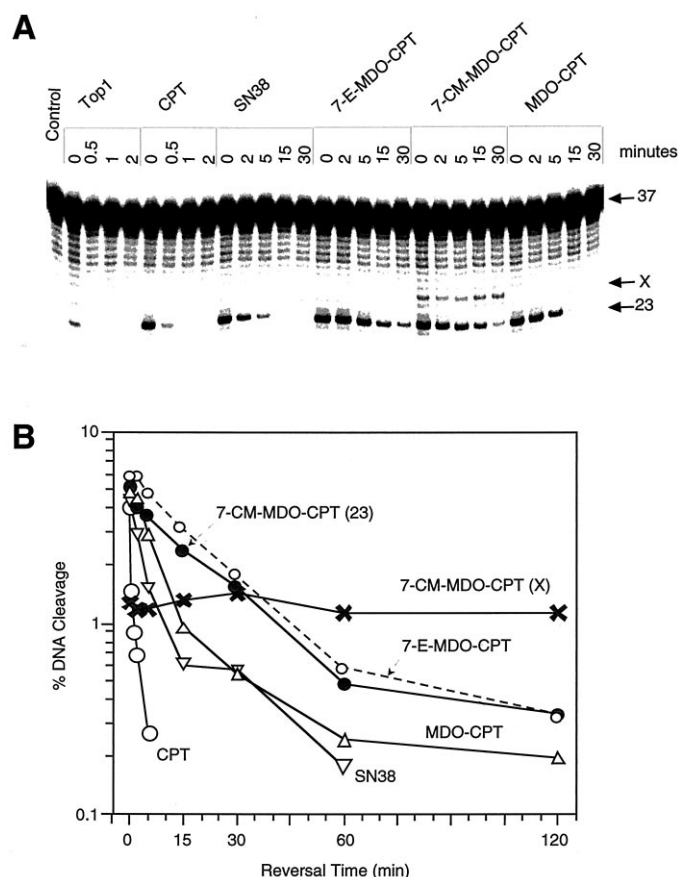 A
Control
Top1
CPT
SN38
7-E-MDO-CPT
7-CM-MDO-CPT
MDO-CPT
0 0.5 1 2 0 0.5 1 2 0 2 5 15 30 0 2 5 15 30 0 2 5 15 30 0 2 5 15 30 minutes
37
X
23
B
10
7-CM-MDO-CPT (23)
7-CM-MDO-CPT (X)
1
7-E-MDO-CPT
% DNA Cleavage
MDO-CPT
CPT
SN38
0.1
0 15 30 60 120
Reversal Time (min)